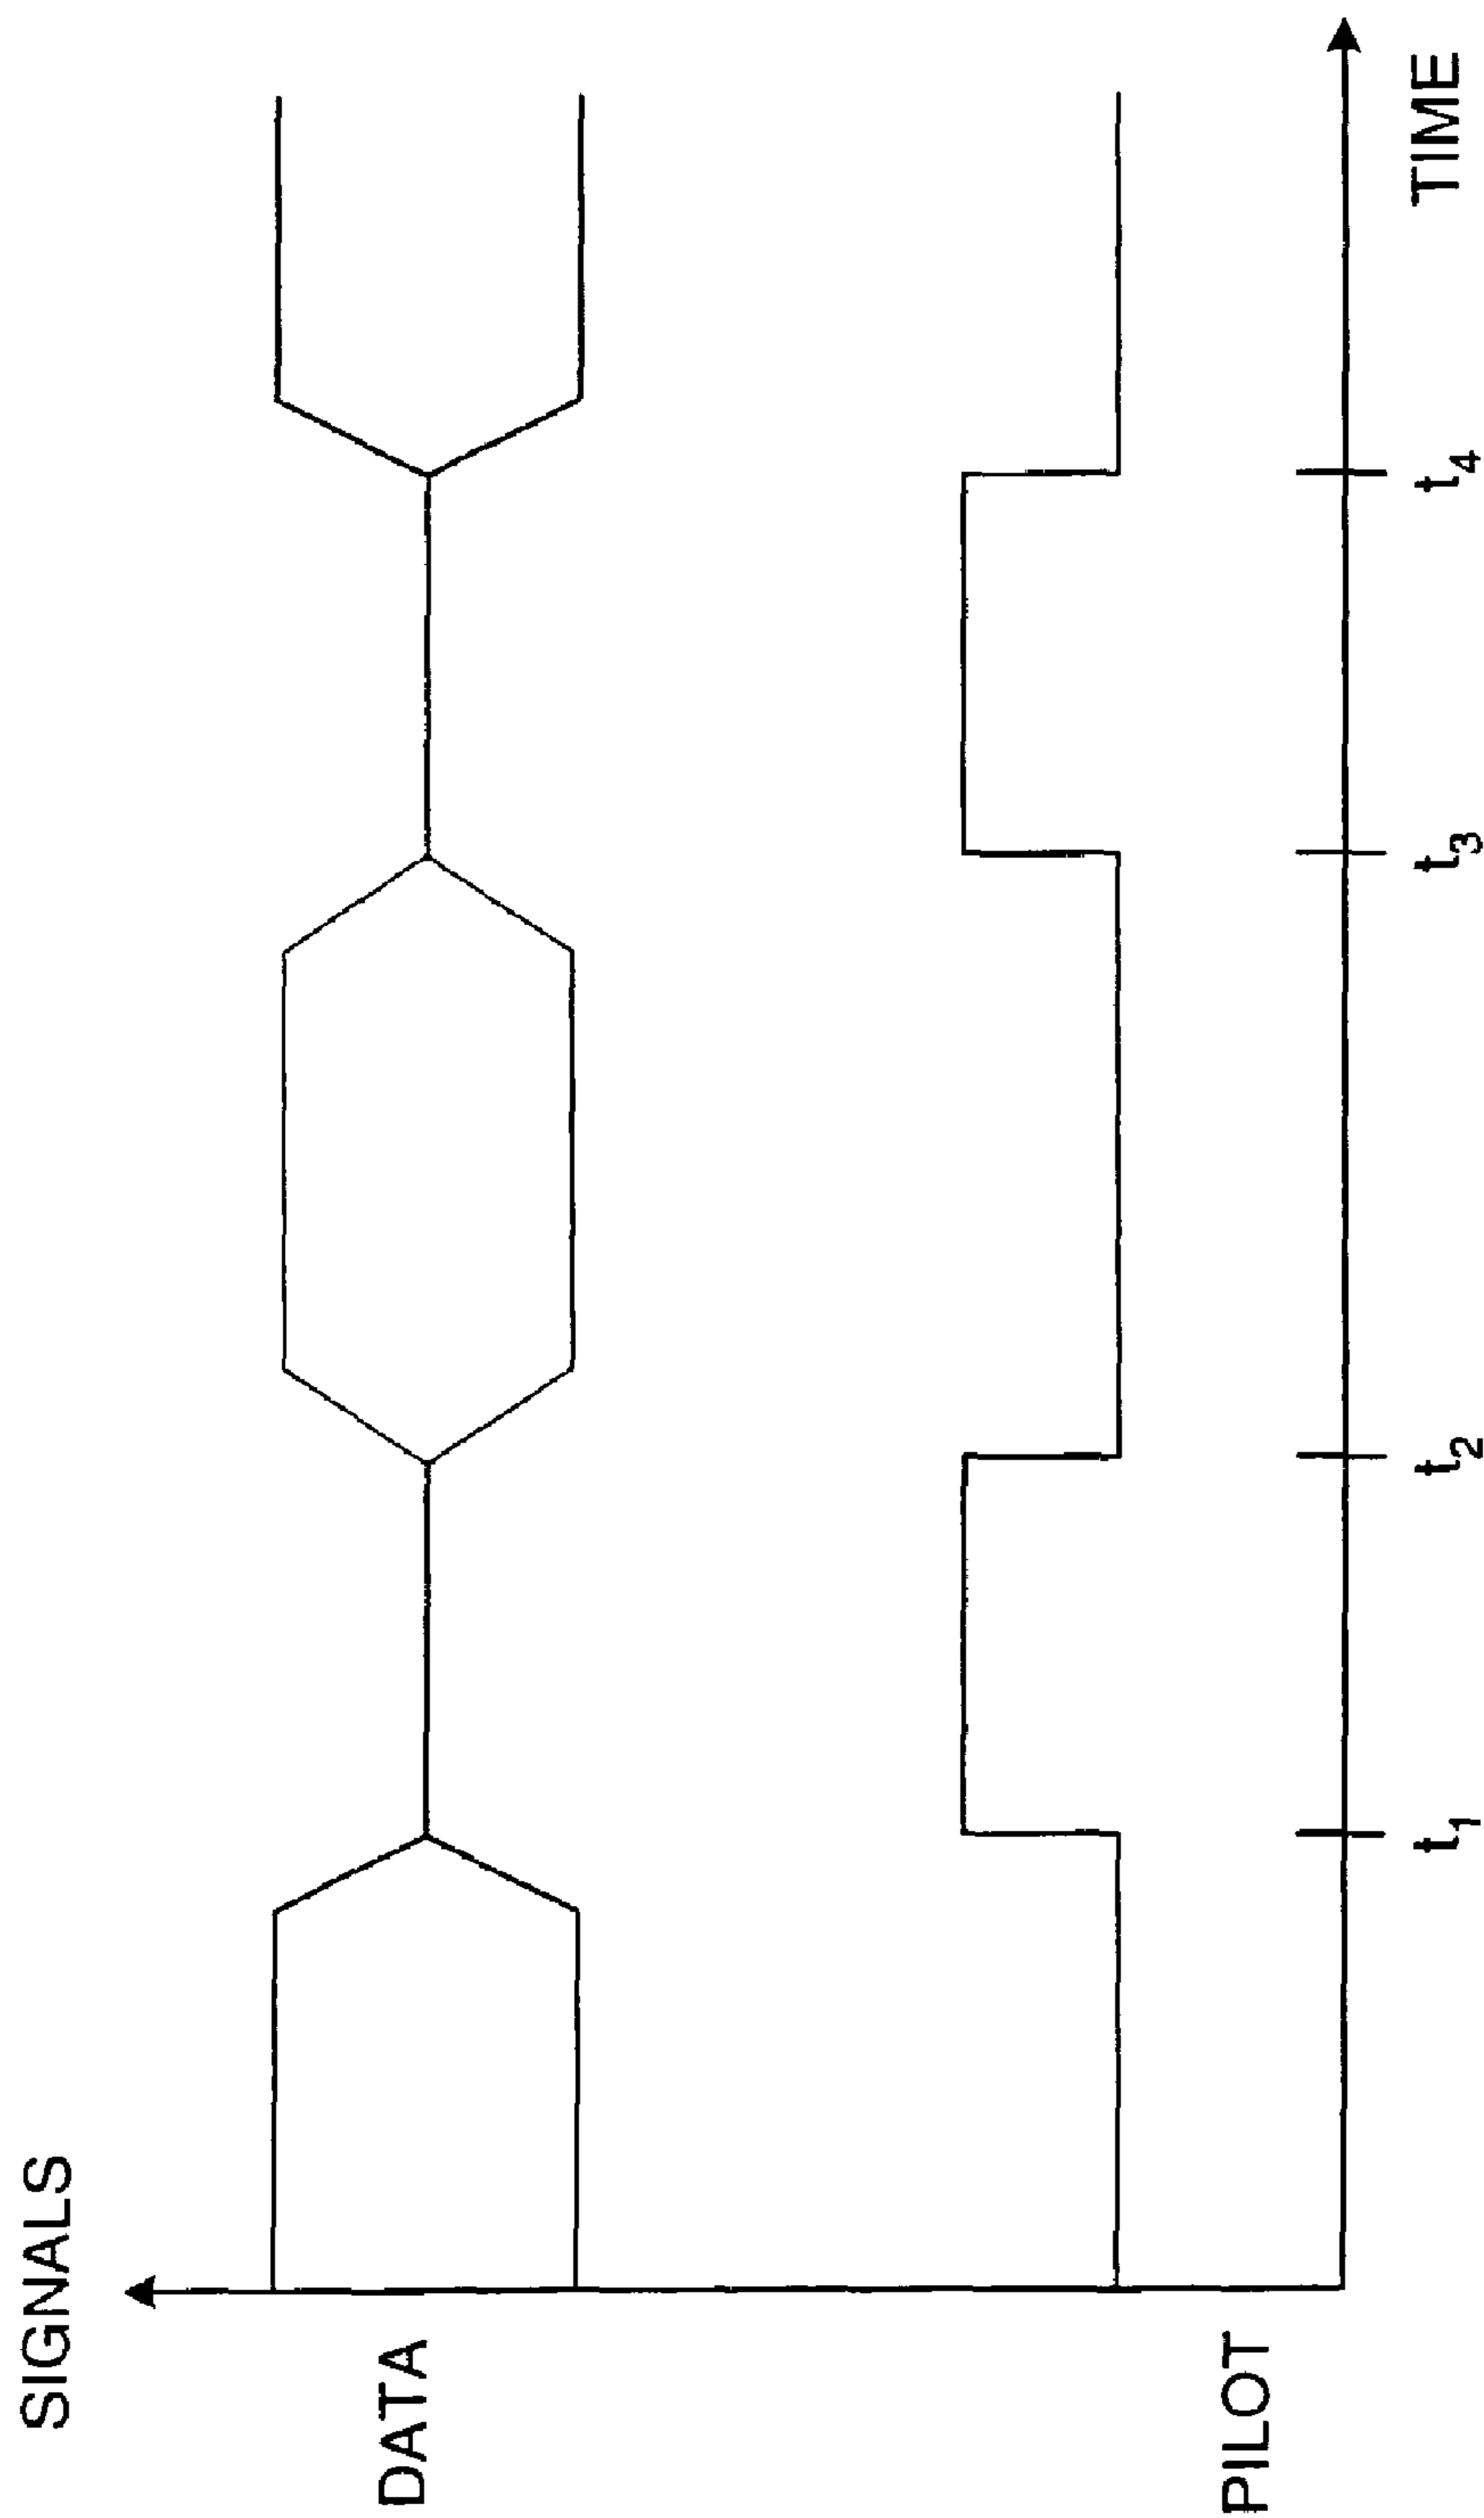 SIGNALS
DATA
PILOT
t1
t2
t3
t4
TIME